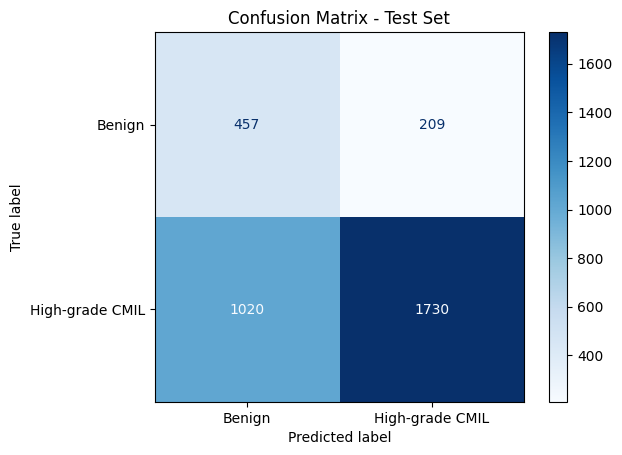 Confusion Matrix - Test Set
True label
Benign
457
209
High-grade CMIL
1020
1730
Benign
High-grade CMIL
Predicted label
1600
1400
1200
1000
800
600
400